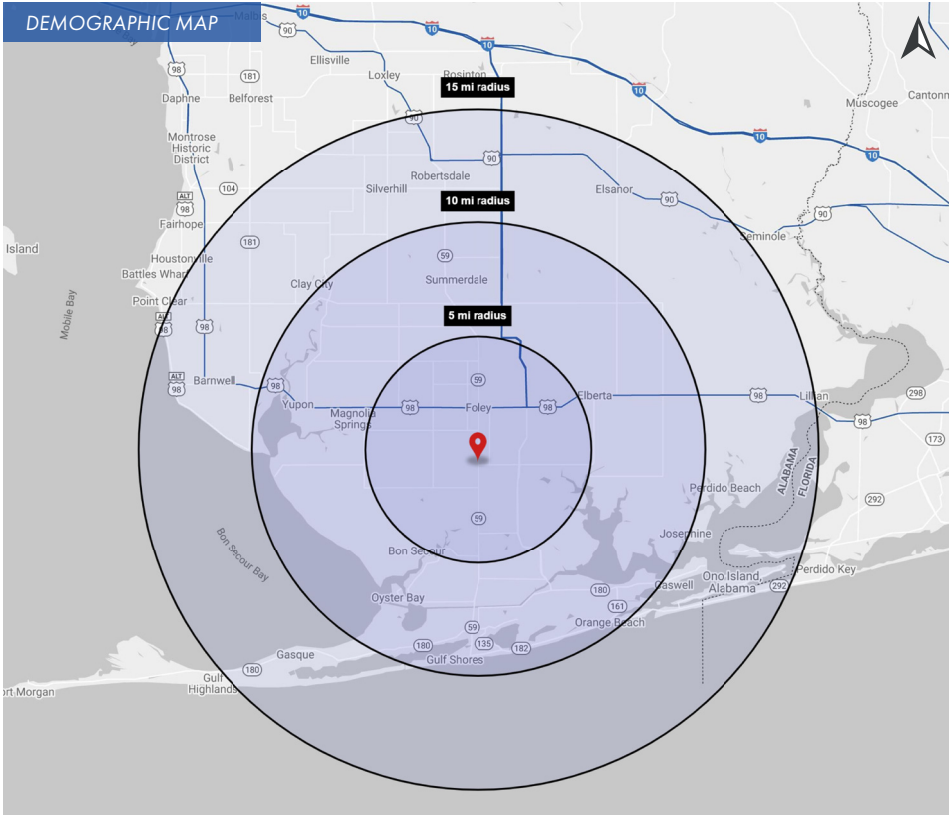 DEMOGRAPHIC MAP
Malbis
10
90
10
10
Ellisville
Loxley
Rosinton
98
181
15 mi radius
10
Daphne
Belforest
Muscogee
Cantonm
90
10
Montrose
Historic
District
10
90
Robertsdale
Silverhill
104
Elsanor
ALT
98
10 mi radius
90
90
Fairhope
Seminole
181
Island
59
Houstonville
Battles Wharf
Summerdale
Clay City
Point Clear
Mobile Bay
5 mi radius
ALT
98
98
ALT
98
Barnwell
98
59
Elberta
98
Lillian
298
Yupon
98
Foley
98
Magnolia
Springs
98
173
ALABAMA
FLORIDA
Perdido Beach
292
59
Josephine
Bon Secour Bay
Bon Secour
Perdido Key
Ono Island,
Alabama
292
Caswell
180
Oyster Bay
161
59
Orange Beach
180
135
182
Gasque
Gulf Shores
180
Gulf
Highlands
ort Morgan